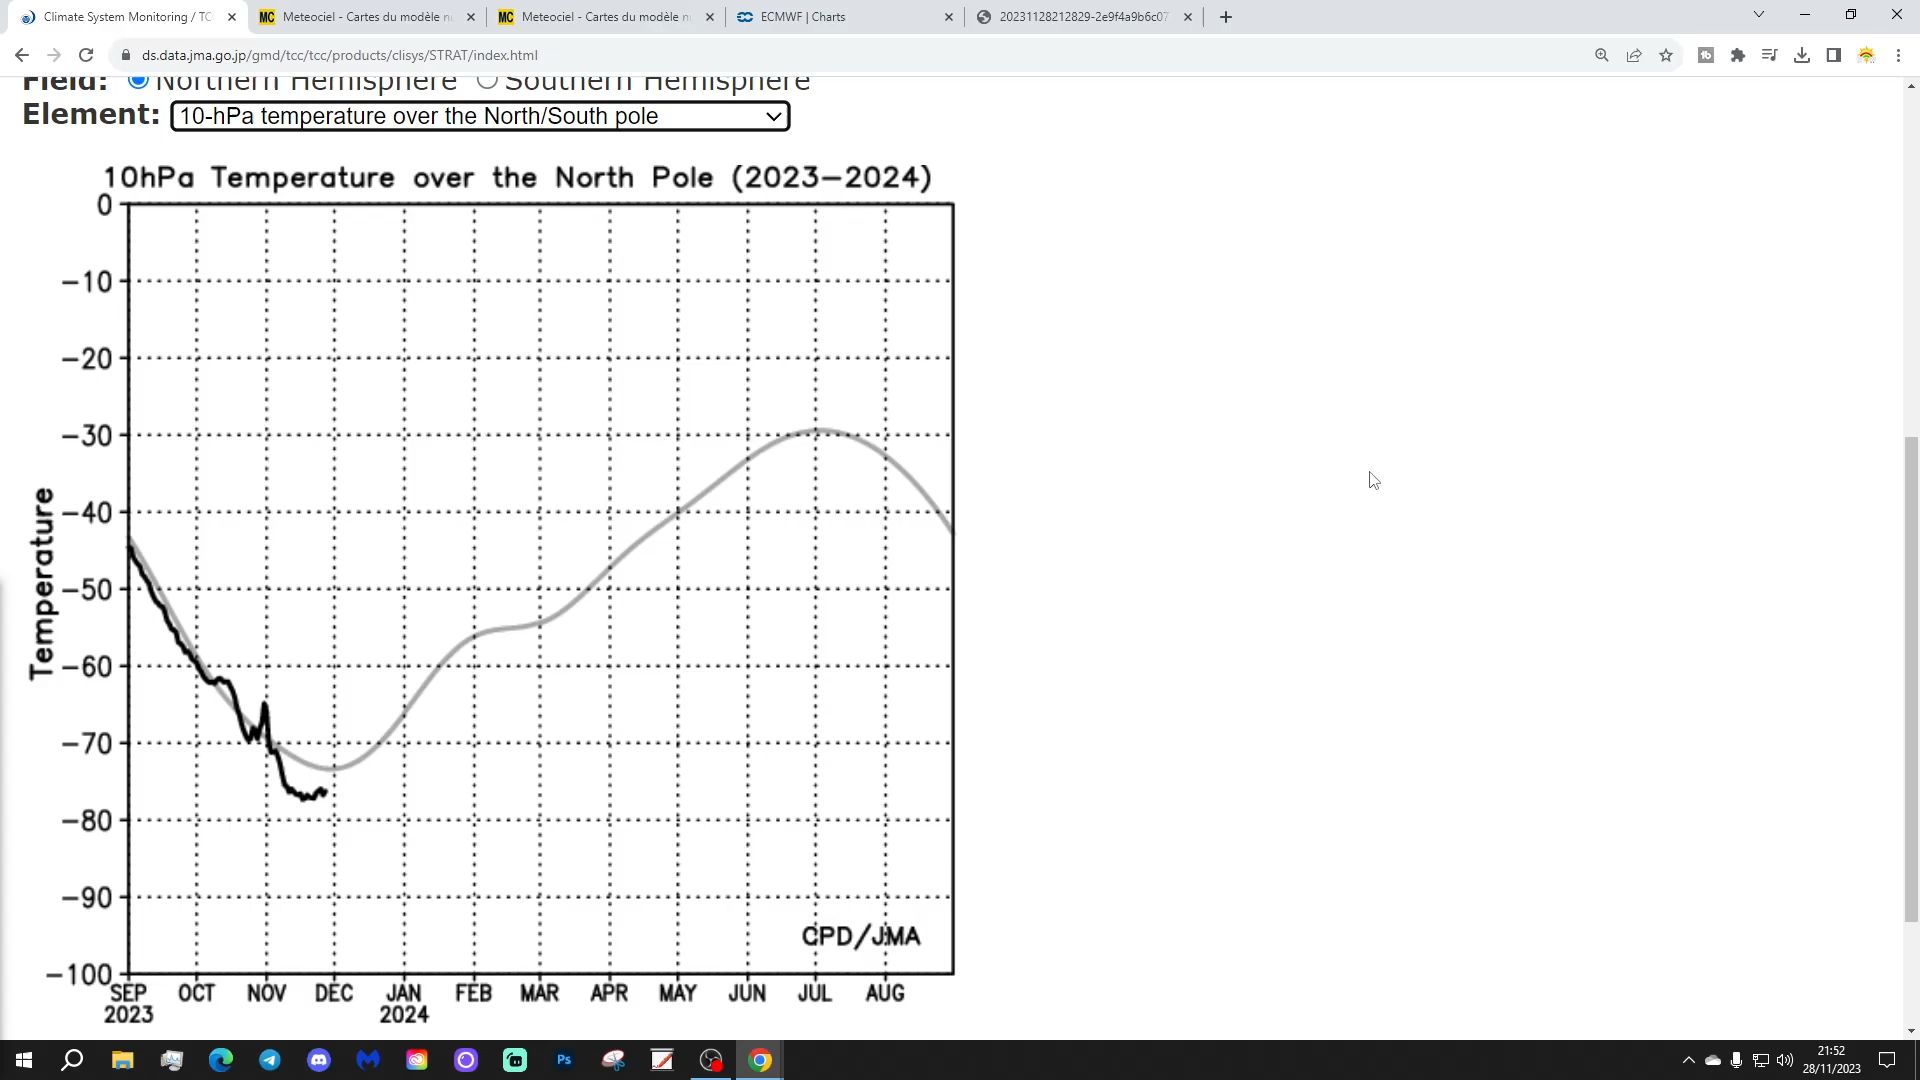 Climate System Monitoring / TC
Meteociel - Cartes du modèle n
Meteociel - Cartes du modèle n
ECMWF | Charts
20231128212829-2e9f4a9b6c07
ds.data.jma.go.jp/gmd/tcc/tcc/products/clisys/STRAT/index.html
Field: Northern Hemisphere Southern Hemisphere
Element: 10-hPa temperature over the North/South pole
10hPa Temperature over the North Pole (2023-2024)
0
-10
-20
-30
-40
-50
-60
-70
-80
-90
-100
Temperature
CPD/JMA
SEP OCT NOV DEC JAN FEB MAR APR MAY JUN JUL AUG
2023 2024
21:52
28/11/2023
MC
MC
Ps